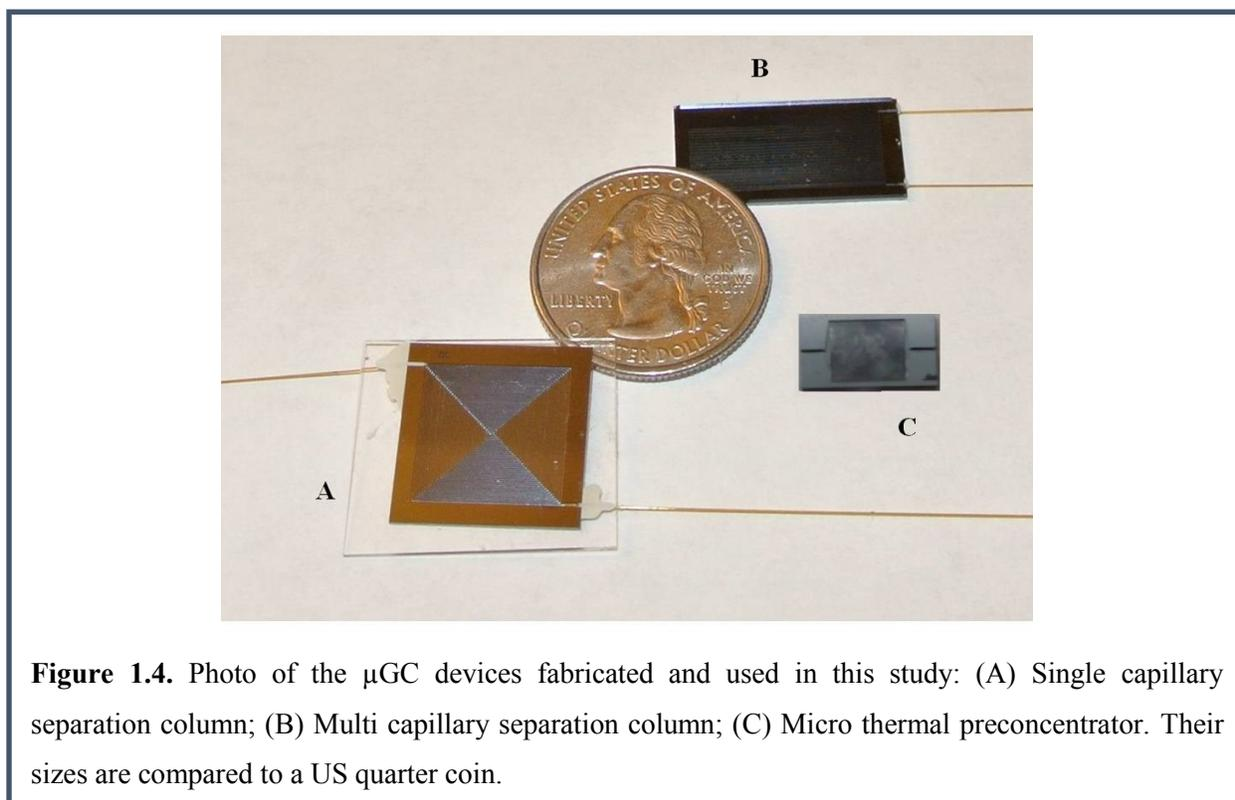 B
UNITED STATES OF AMERICA
IN
GOD WE
TRUST
LIBERTY
QUARTER DOLLAR
C
A
Figure 1.4. Photo of the µGC devices fabricated and used in this study: (A) Single capillary
separation column; (B) Multi capillary separation column; (C) Micro thermal preconcentrator. Their
sizes are compared to a US quarter coin.